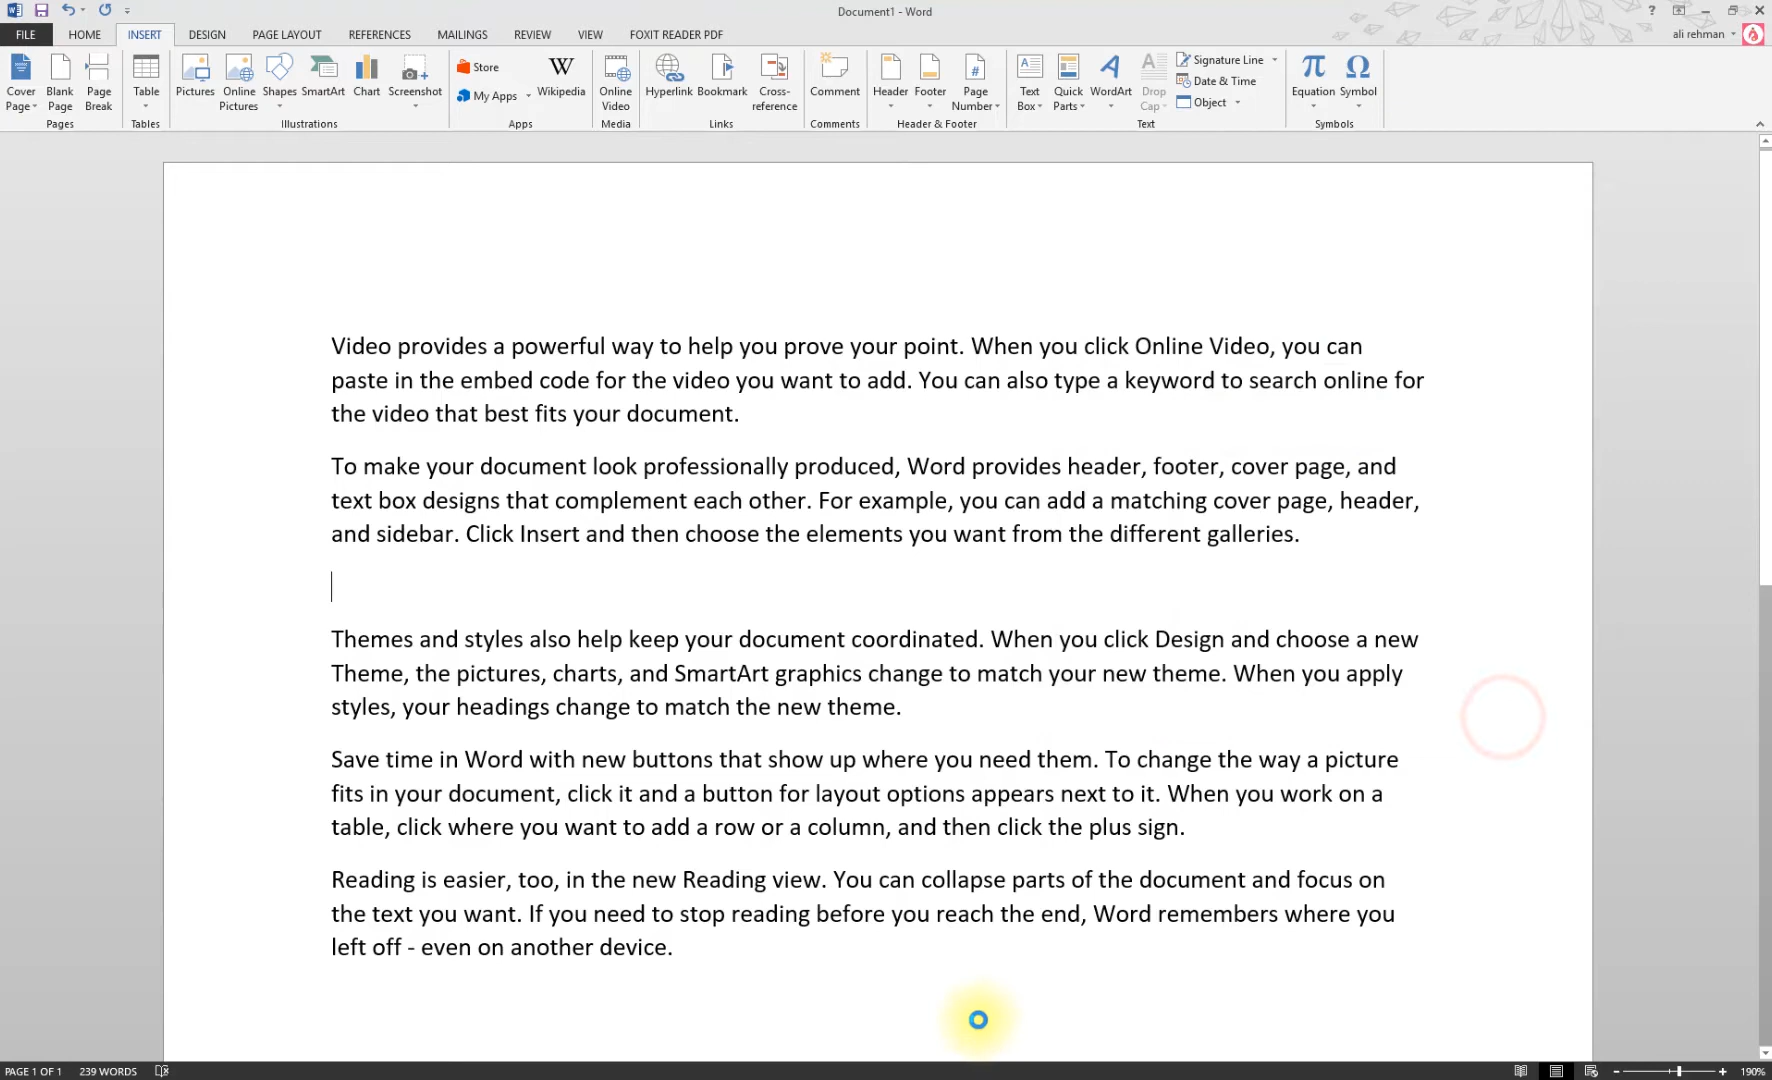 Document1 - Word
FILE HOME INSERT DESIGN PAGE LAYOUT REFERENCES MAILINGS REVIEW VIEW FOXIT READER PDF ali rehman
Cover Page Blank Page Page Break Table Pictures Online Pictures Shapes SmartArt Chart Screenshot Store My Apps Wikipedia Online Video Hyperlink Bookmark Cross-reference Comment Header Footer Page Number Text Box Quick Parts WordArt Drop Cap Signature Line Date & Time Object Equation Symbol
Pages Tables Illustrations Apps Media Links Comments Header & Footer Text Symbols
Video provides a powerful way to help you prove your point. When you click Online Video, you can
paste in the embed code for the video you want to add. You can also type a keyword to search online for
the video that best fits your document.
To make your document look professionally produced, Word provides header, footer, cover page, and
text box designs that complement each other. For example, you can add a matching cover page, header,
and sidebar. Click Insert and then choose the elements you want from the different galleries.
Themes and styles also help keep your document coordinated. When you click Design and choose a new
Theme, the pictures, charts, and SmartArt graphics change to match your new theme. When you apply
styles, your headings change to match the new theme.
Save time in Word with new buttons that show up where you need them. To change the way a picture
fits in your document, click it and a button for layout options appears next to it. When you work on a
table, click where you want to add a row or a column, and then click the plus sign.
Reading is easier, too, in the new Reading view. You can collapse parts of the document and focus on
the text you want. If you need to stop reading before you reach the end, Word remembers where you
left off - even on another device.
PAGE 1 OF 1 239 WORDS 190%